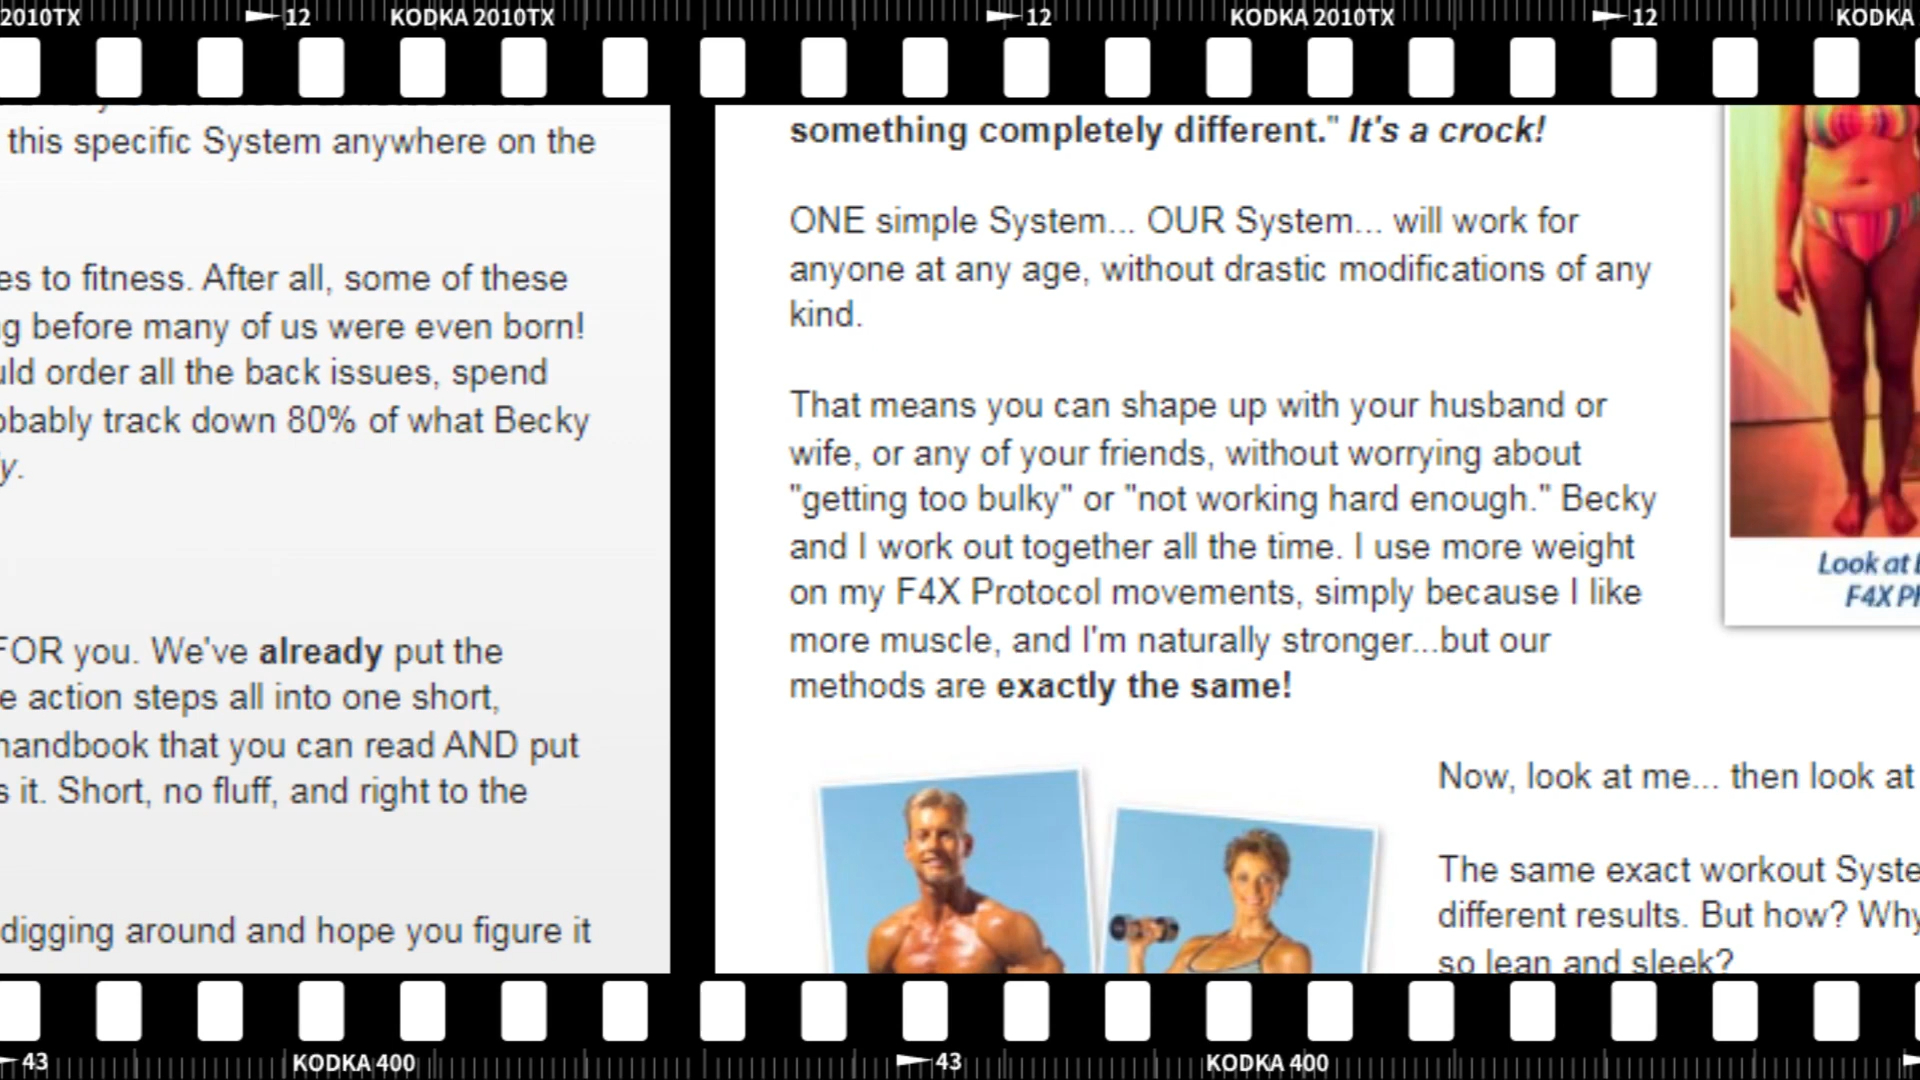 2010TX
12
KODKA 2010TX
12
KODKA 2010TX
12
KODKA
this specific System anywhere on the
es to fitness. After all, some of these
before many of us were even born!
order all the back issues, spend
track down 80% of what Becky
FOR you. We've already put the
action steps all into one short,
handbook that you can read AND put
it. Short, no fluff, and right to the
digging around and hope you figure it
something completely different." It's a crock!
ONE simple System... OUR System... will work for
anyone at any age, without drastic modifications of any
kind.
That means you can shape up with your husband or
wife, or any of your friends, without worrying about
"getting too bulky" or "not working hard enough." Becky
and I work out together all the time. I use more weight
on my F4X Protocol movements, simply because I like
more muscle, and I'm naturally stronger...but our
methods are exactly the same!
Look at
F4X
Now, look at me... then look at
The same exact workout Syste
different results. But how? Why
so lean and sleek?
43
KODKA 400
43
KODKA 400